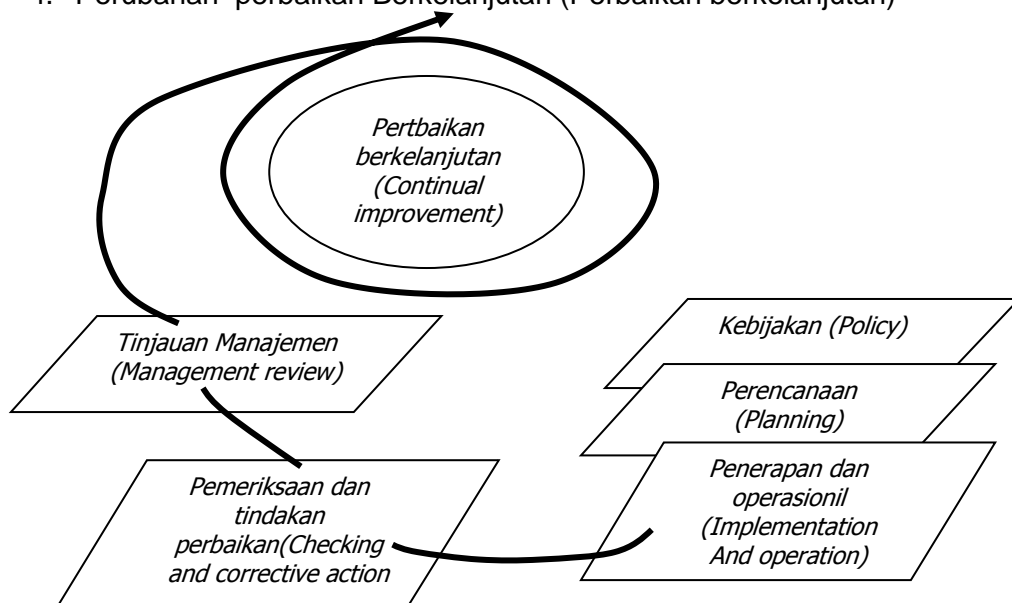 Perubahan perbaikan Berkelanjutan (Perbaikan berkelanjutan)
Pertbaikan
berkelanjutan
(Continual
improvement)
Tinjauan Manajemen
(Management review)
Kebijakan (Policy)
Perencanaan
(Planning)
Pemeriksaan dan
tindakan
perbaikan(Checking
and corrective action
Penerapan dan
operasionil
(Implementation
And operation)